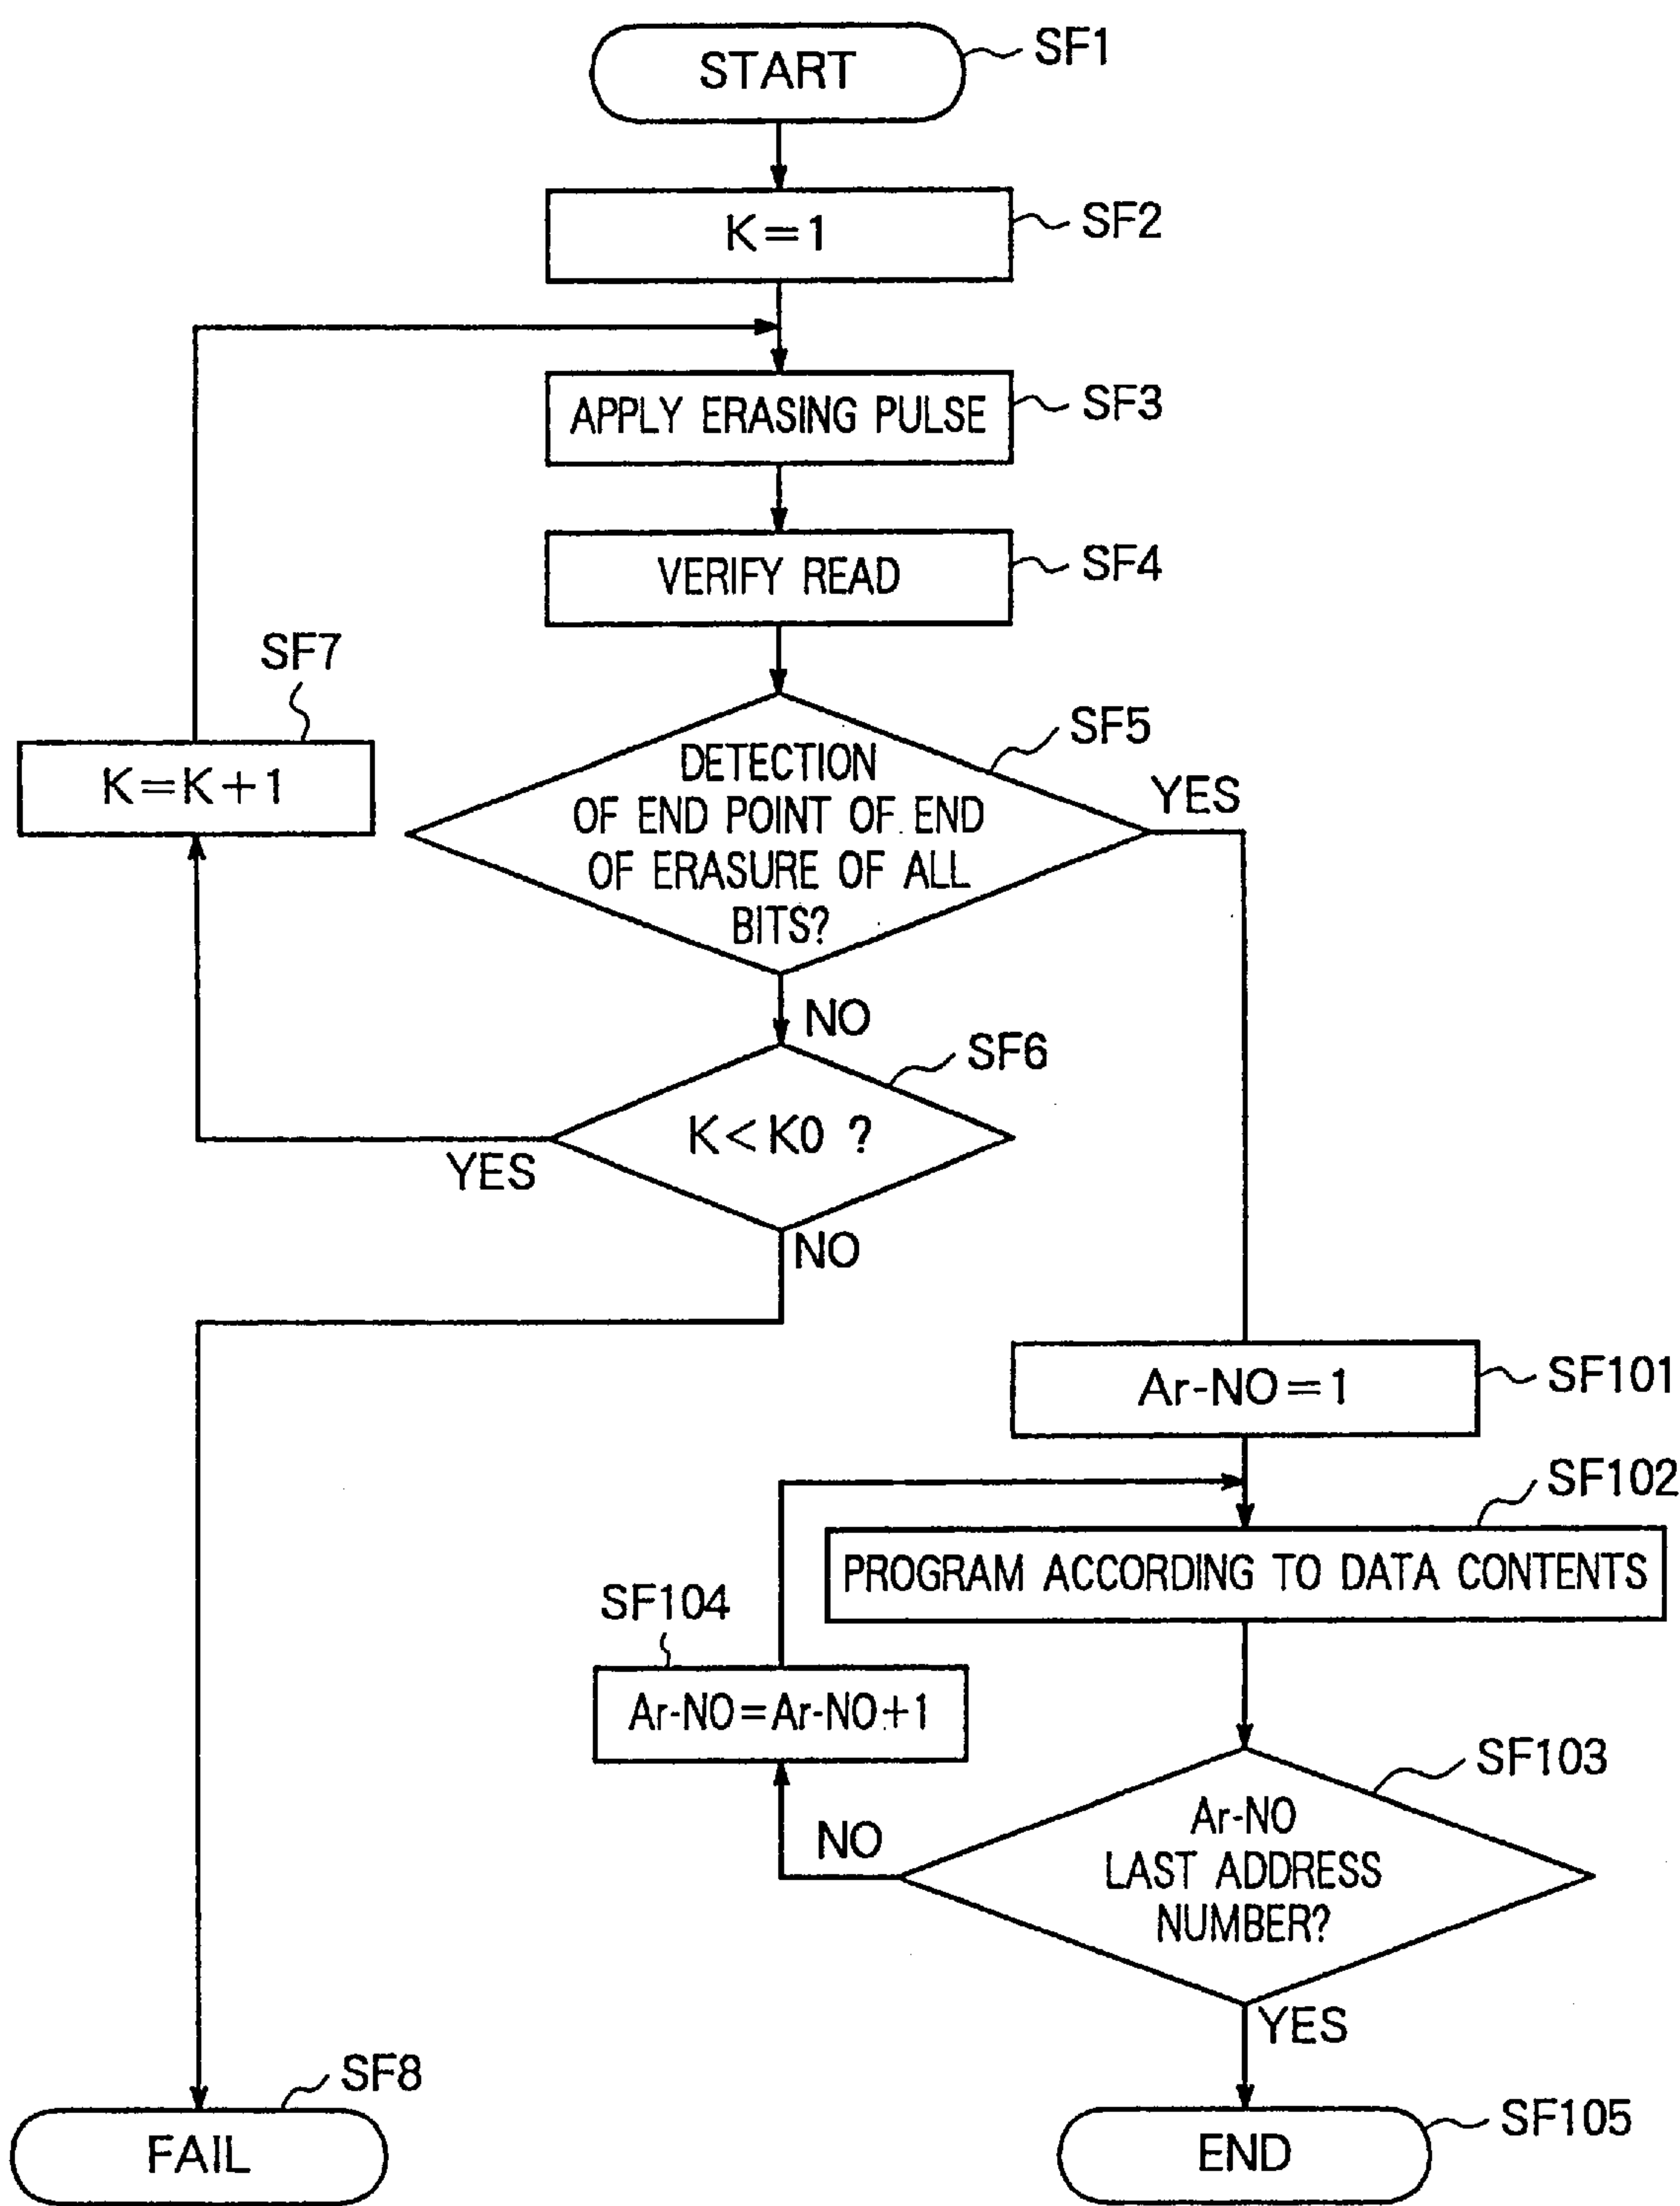 START
SF1
K=1
SF2
APPLY ERASING PULSE
SF3
VERIFY READ
SF4
SF7
K=K+1
SF5
DETECTION
OF END POINT OF END
OF ERASURE OF ALL
BITS?
YES
NO
SF6
K<K0 ?
YES
NO
Ar-NO=1
SF101
SF102
PROGRAM ACCORDING TO DATA CONTENTS
SF104
Ar-NO=Ar-NO+1
SF103
Ar-NO
LAST ADDRESS
NUMBER?
NO
YES
SF8
FAIL
SF105
END